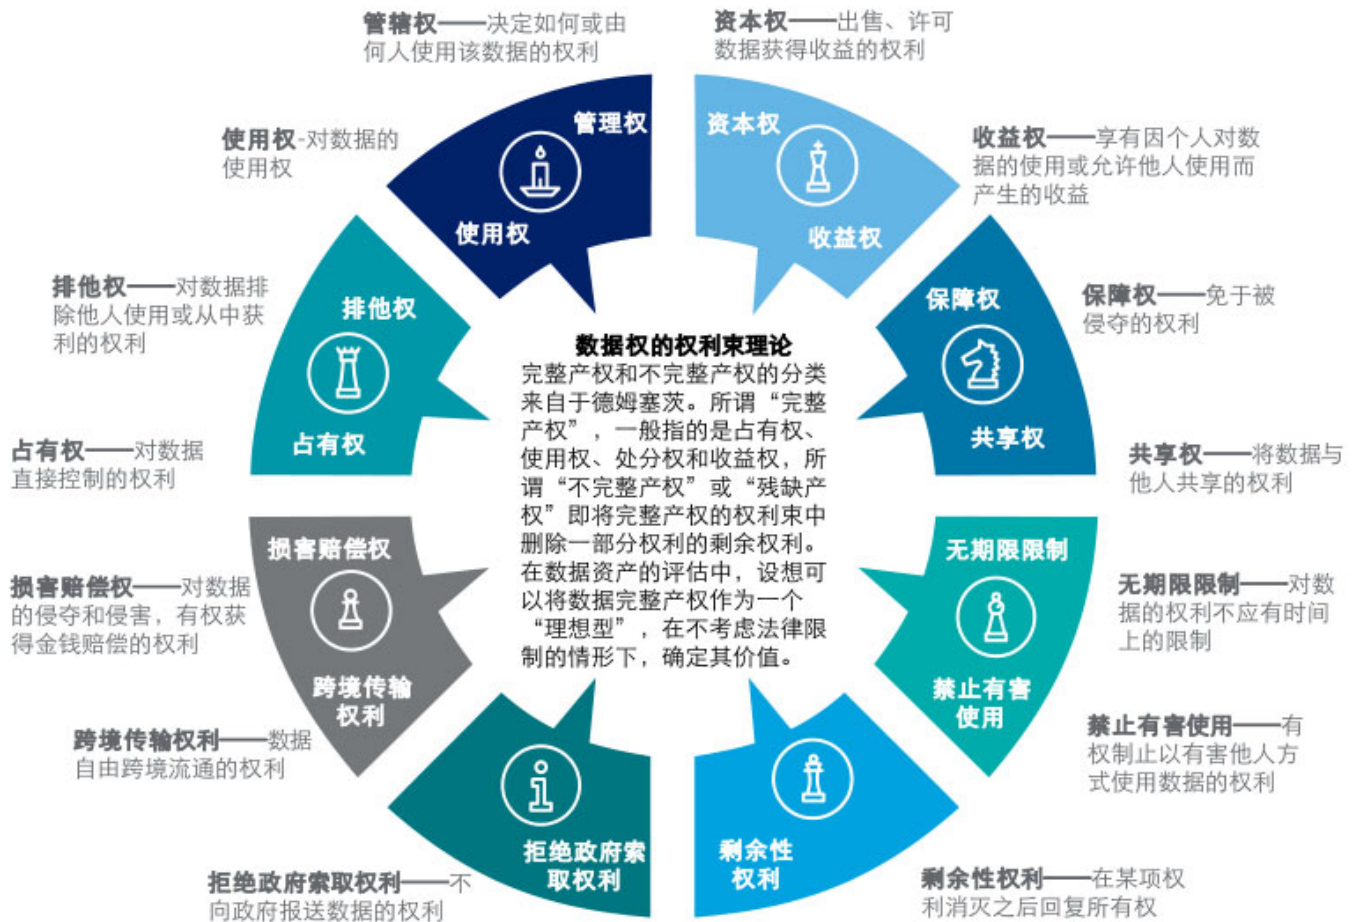 管辖权——决定如何或由
何人使用该数据的权利
资本权——出售、许可
数据获得收益的权利
使用权-对数据的
使用权
管理权
使用权
资本权
收益权
收益权——享有因个人对数
据的使用或允许他人使用而
产生的收益
排他权——对数据排
除他人使用或从中获
利的权利
排他权
占有权
保障权
共享权
保障权——免于被
侵夺的权利
占有权——对数据
直接控制的权利
共享权——将数据与
他人共享的权利
数据权的权利束理论
完整产权和不完整产权的分类
来自于德姆塞茨。所谓“完整
产权”，一般指的是占有权、
使用权、处分权和收益权，所
谓“不完整产权”或“残缺产
权”即将完整产权的权利束中
删除一部分权利的剩余权利。
在数据资产的评估中，设想可
以将数据完整产权作为一个
“理想型”，在不考虑法律限
制的情形下，确定其价值。
损害赔偿权
跨境传输
权利
损害赔偿权——对数据
的侵夺和侵害，有权获
得金钱赔偿的权利
无期限限制
禁止有害
使用
无期限限制——对数
据的权利不应有时间
上的限制
跨境传输权利——数据
自由跨境流通的权利
禁止有害使用——有
权制止以有害他人方
式使用数据的权利
拒绝政府索
取权利
剩余性
权利
拒绝政府索取权利——不
向政府报送数据的权利
剩余性权利——在某项权
利消灭之后回复所有权